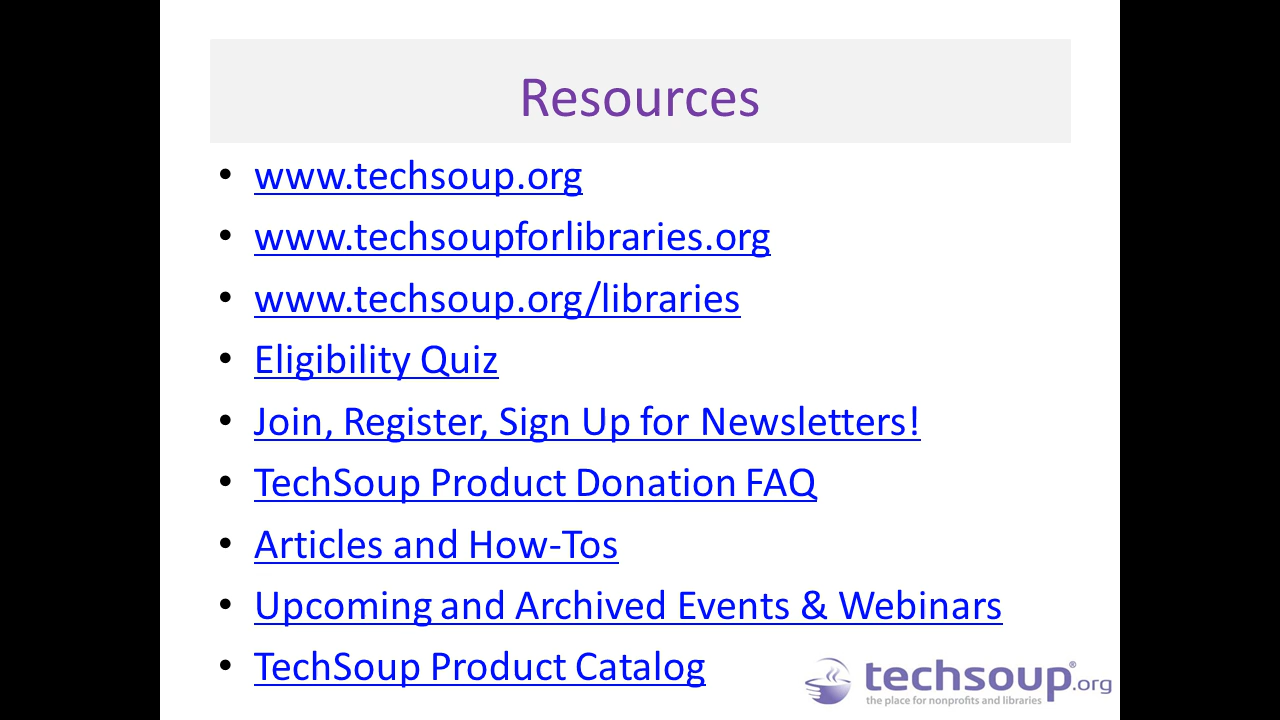 Resources
• www.techsoup.org
• www.techsoupforlibraries.org
• www.techsoup.org/libraries
• Eligibility Quiz
• Join, Register, Sign Up for Newsletters!
• TechSoup Product Donation FAQ
• Articles and How-Tos
• Upcoming and Archived Events & Webinars
• TechSoup Product Catalog
techsoup®.org
the place for nonprofits and libraries